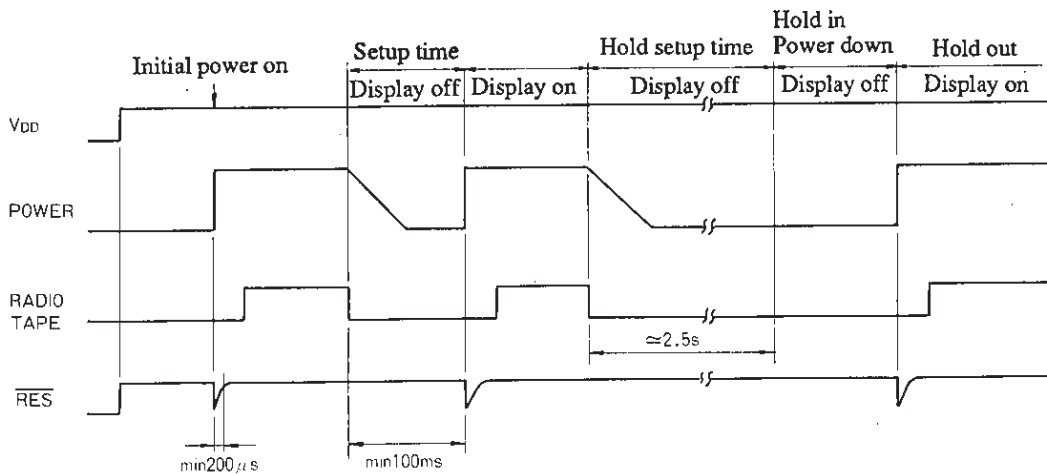 Hold in
Setup time Hold setup time Power down Hold out
Initial power on
Display off Display on Display off Display off Display on
VDD
POWER
RADIO
TAPE
≃2.5s
RES
min200μs min100ms